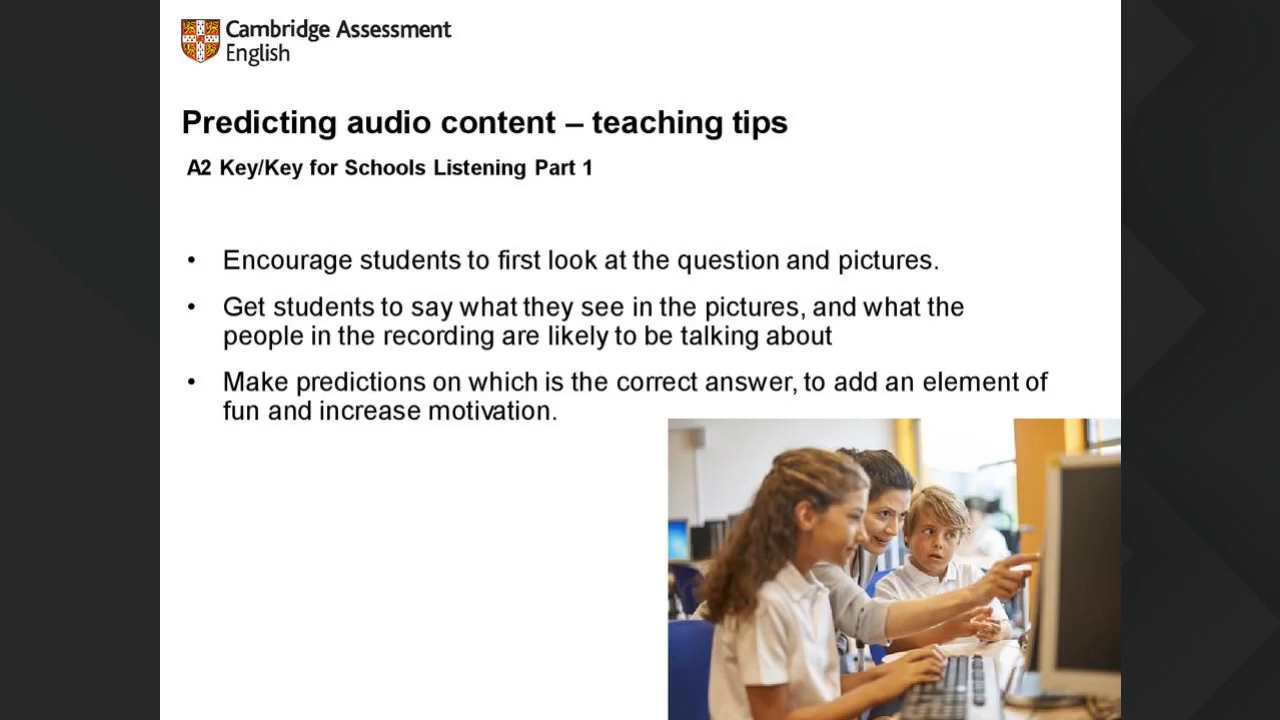 Cambridge Assessment
English
Predicting audio content – teaching tips
A2 Key/Key for Schools Listening Part 1
• Encourage students to first look at the question and pictures.
• Get students to say what they see in the pictures, and what the
people in the recording are likely to be talking about
• Make predictions on which is the correct answer, to add an element of
fun and increase motivation.